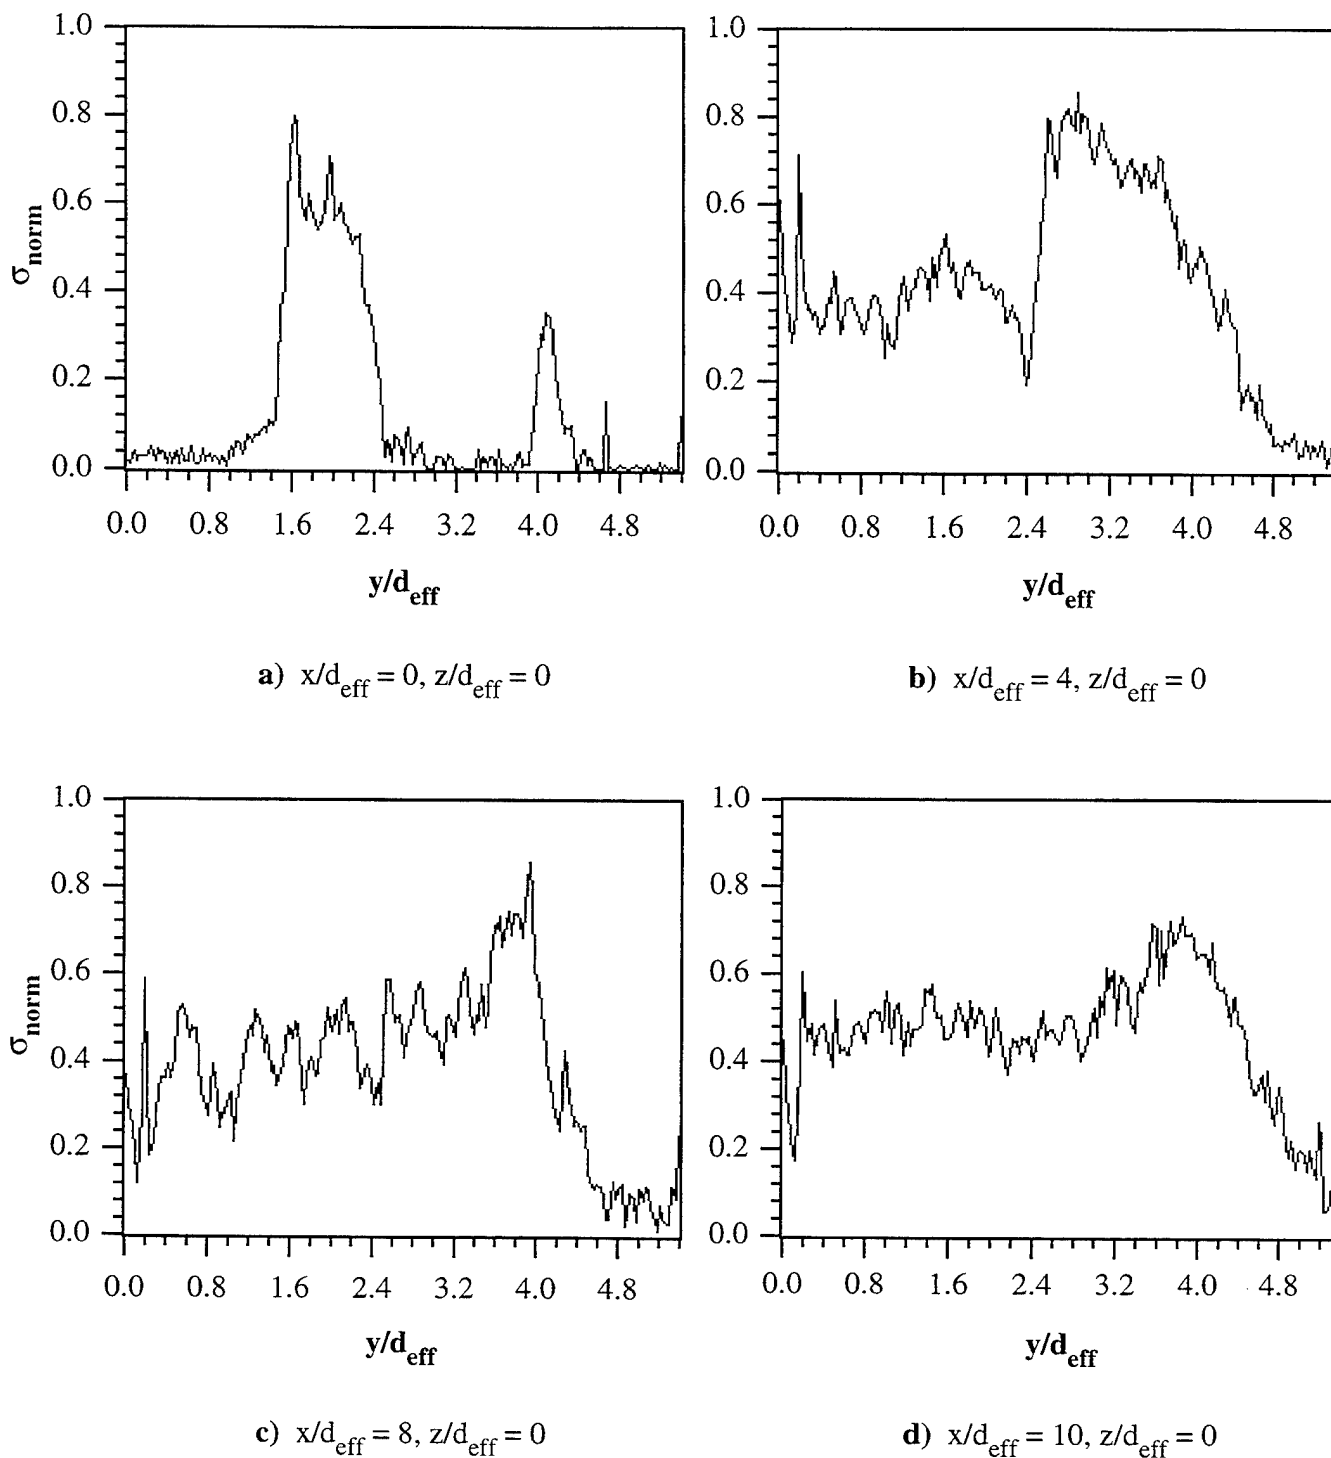 1.0
0.8
0.6
0.4
0.2
0.0
σnorm
0.0 0.8 1.6 2.4 3.2 4.0 4.8
y/deff
a) x/deff = 0, z/deff = 0
1.0
0.8
0.6
0.4
0.2
0.0
0.0 0.8 1.6 2.4 3.2 4.0 4.8
y/deff
b) x/deff = 4, z/deff = 0
1.0
0.8
0.6
0.4
0.2
0.0
σnorm
0.0 0.8 1.6 2.4 3.2 4.0 4.8
y/deff
c) x/deff = 8, z/deff = 0
1.0
0.8
0.6
0.4
0.2
0.0
0.0 0.8 1.6 2.4 3.2 4.0 4.8
y/deff
d) x/deff = 10, z/deff = 0